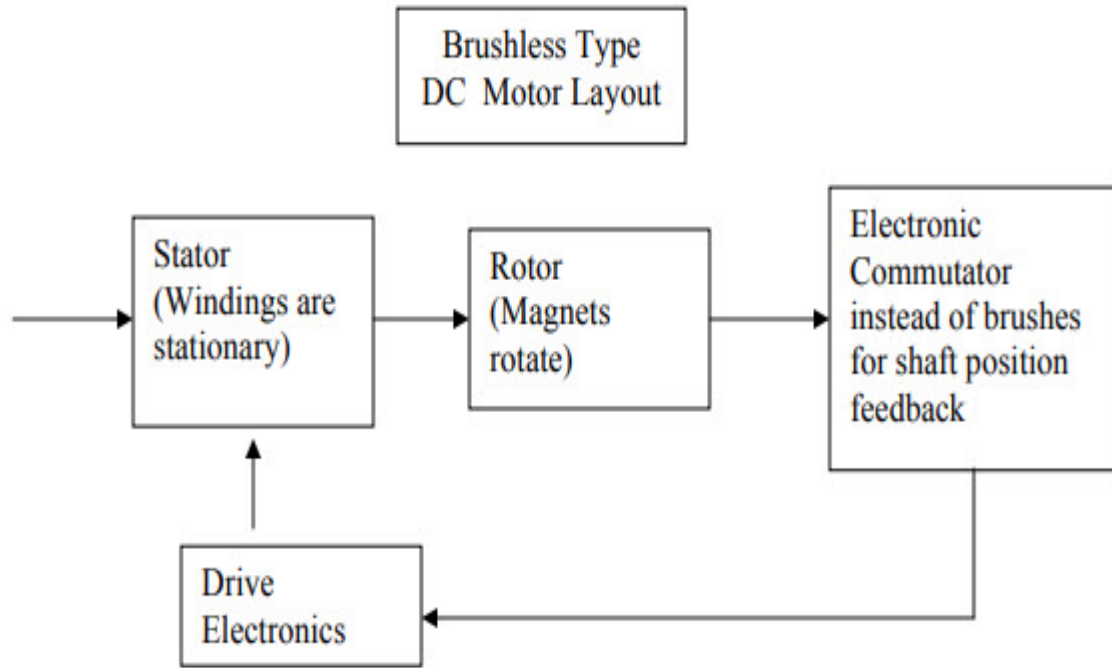 Brushless Type
DC Motor Layout
Stator
(Windings are
stationary)
Rotor
(Magnets
rotate)
Electronic
Commutator
instead of brushes
for shaft position
feedback
Drive
Electronics